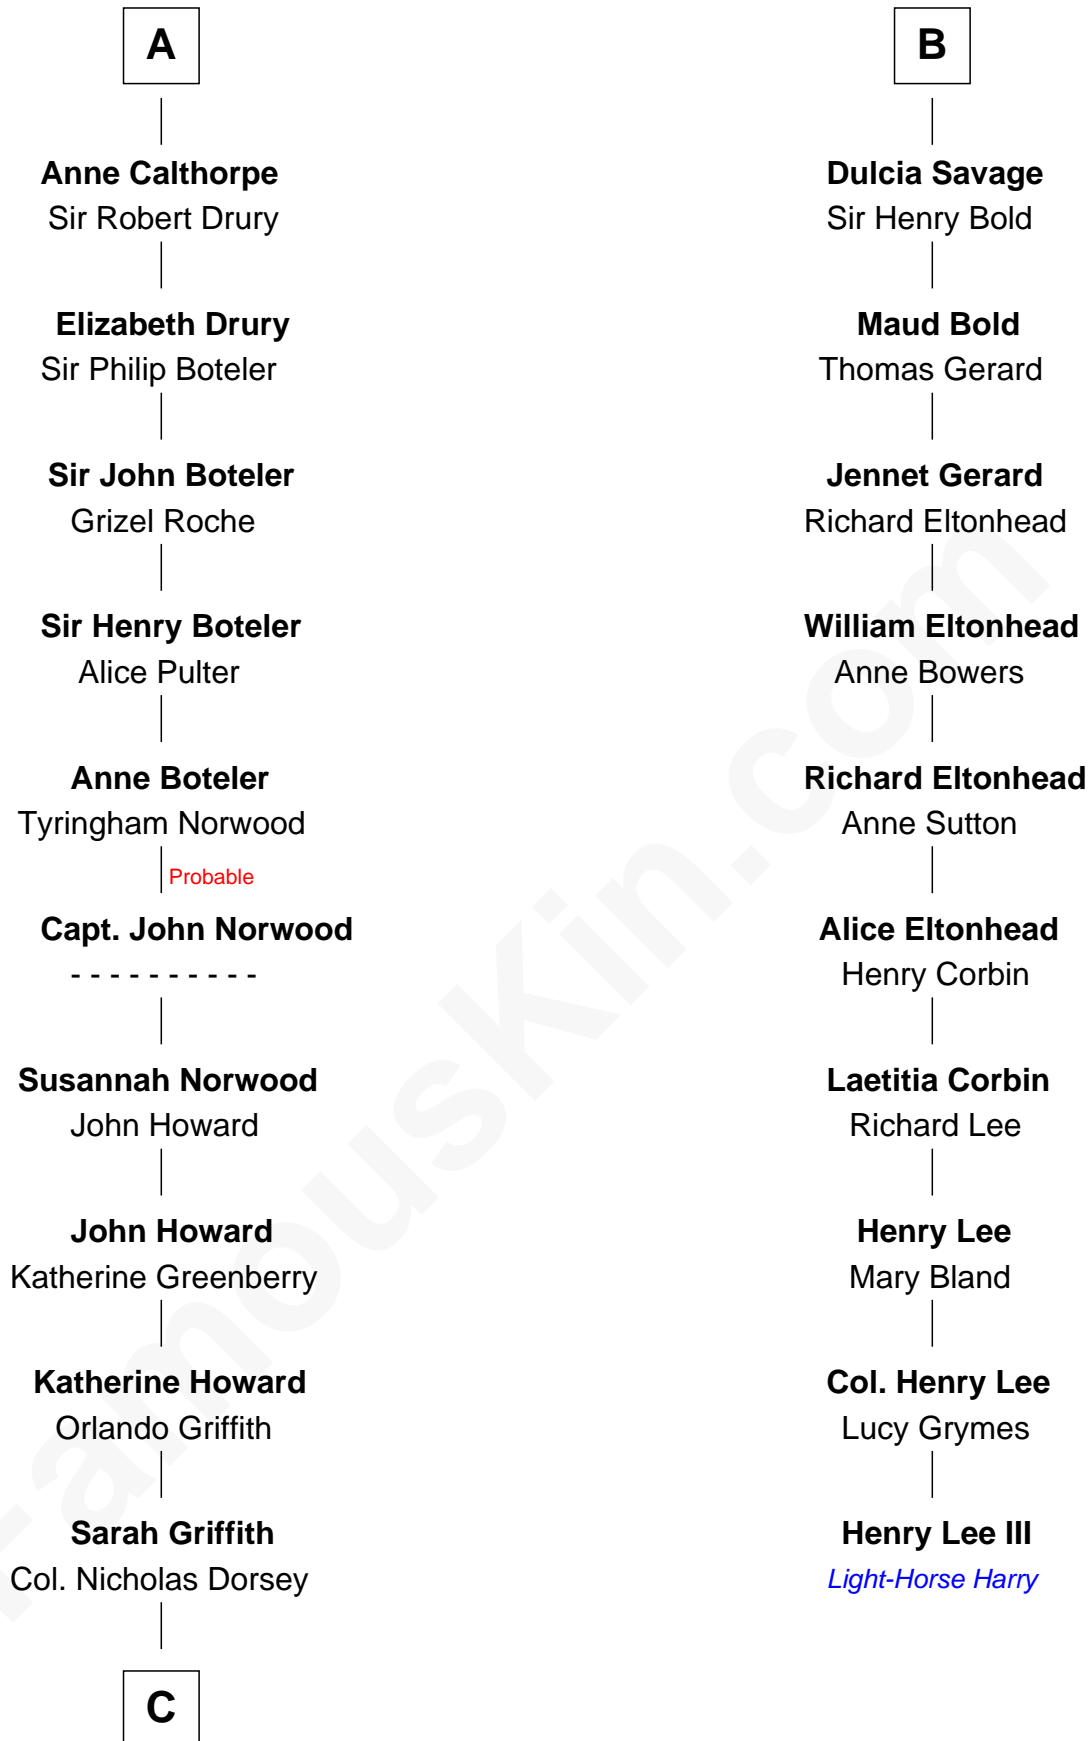 A
Anne Calthorpe
Sir Robert Drury
Elizabeth Drury
Sir Philip Boteler
Sir John Boteler
Grizel Roche
Sir Henry Boteler
Alice Pulter
Anne Boteler
Tyringham Norwood
Probable
Capt. John Norwood
- - - - - - - - - -
Susannah Norwood
John Howard
John Howard
Katherine Greenberry
Katherine Howard
Orlando Griffith
Sarah Griffith
Col. Nicholas Dorsey
C
B
Dulcia Savage
Sir Henry Bold
Maud Bold
Thomas Gerard
Jennet Gerard
Richard Eltonhead
William Eltonhead
Anne Bowers
Richard Eltonhead
Anne Sutton
Alice Eltonhead
Henry Corbin
Laetitia Corbin
Richard Lee
Henry Lee
Mary Bland
Col. Henry Lee
Lucy Grymes
Henry Lee III
Light-Horse Harry
FamousKin.com